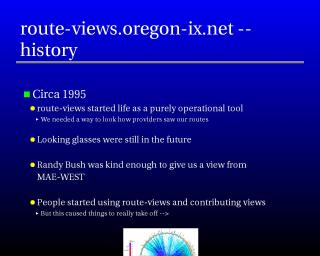 route-views.oregon-ix.net --
history
Circa 1995
route-views started life as a purely operational tool
We needed a way to look how providers saw our routes
Looking glasses were still in the future
Randy Bush was kind enough to give us a view from
MAE-WEST
People started using route-views and contributing views
But this caused things to really take off -->